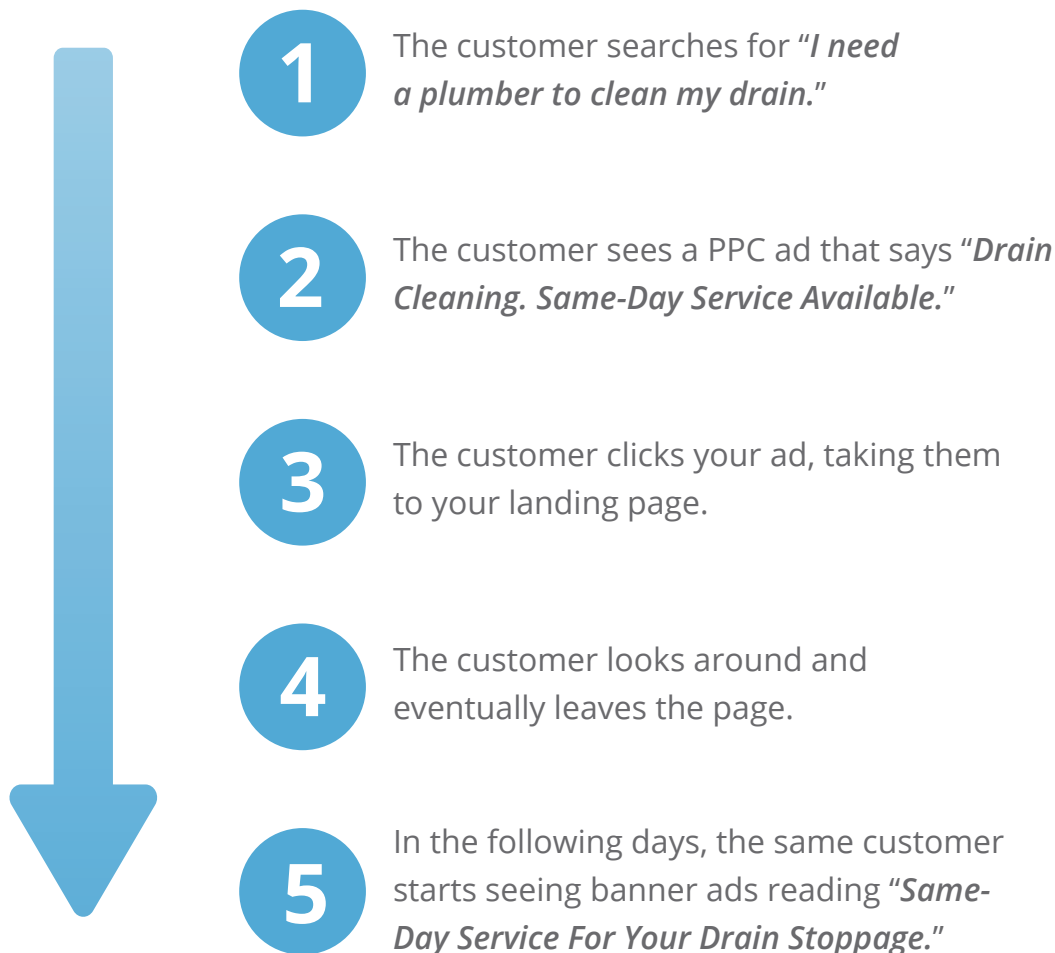 1
The customer searches for “I need
a plumber to clean my drain.”
2
The customer sees a PPC ad that says “Drain
Cleaning. Same-Day Service Available.”
3
The customer clicks your ad, taking them
to your landing page.
4
The customer looks around and
eventually leaves the page.
5
In the following days, the same customer
starts seeing banner ads reading “Same-
Day Service For Your Drain Stoppage.”